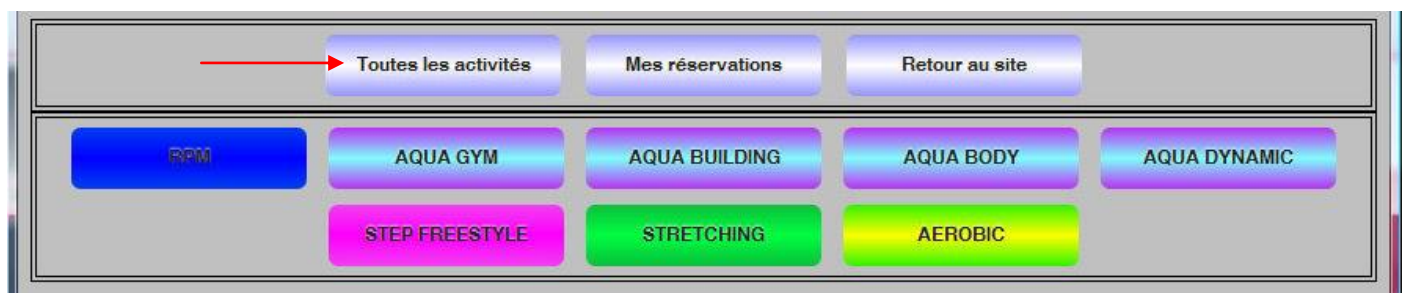 Toutes les activités Mes réservations Retour au site
RPM AQUA GYM AQUA BUILDING AQUA BODY AQUA DYNAMIC
STEP FREESTYLE STRETCHING AEROBIC